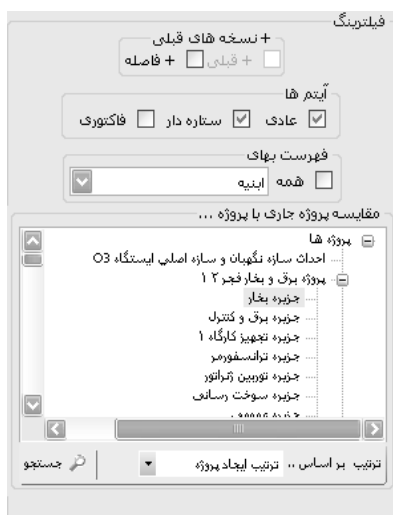 فیلترینگ
+ نسخه های قبلی
+ قبلی + فاصله
آیتم ها
عادی ستاره دار فاکتوری
فهرست بهای
همه ابنیه
مقایسه پروژه جاری با پروژه ...
پروژه ها
احداث سازه نگهبان و سازه اصلی ایستگاه O3
پروژه برق و بخار فجر ۲ ۱
جزیره بخار
جزیره برق و کنترل
جزیره تجهیز کارگاه ۱
جزیره ترانسفورمر
جزیره توربین ژنراتور
جزیره سوخت رسانی
جزیره عمومی
ترتیب بر اساس .. ترتیب ایجاد پروژه جستجو